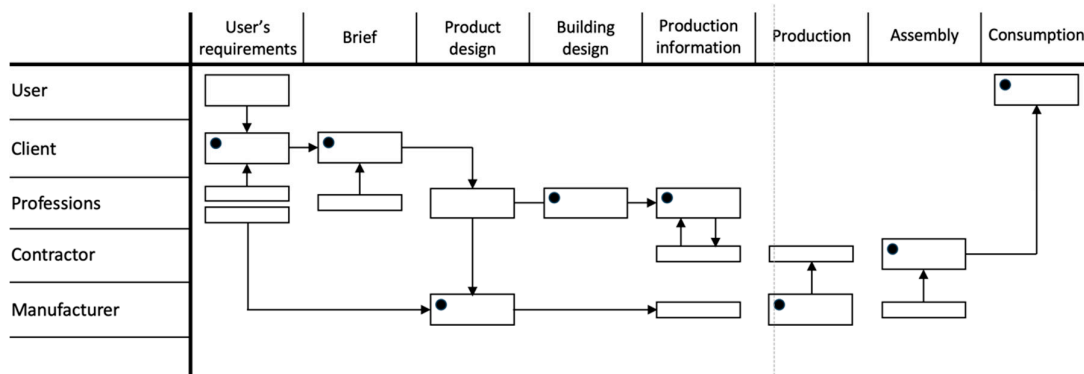 User's requirements
Brief
Product design
Building design
Production information
Production
Assembly
Consumption
User
Client
Professions
Contractor
Manufacturer